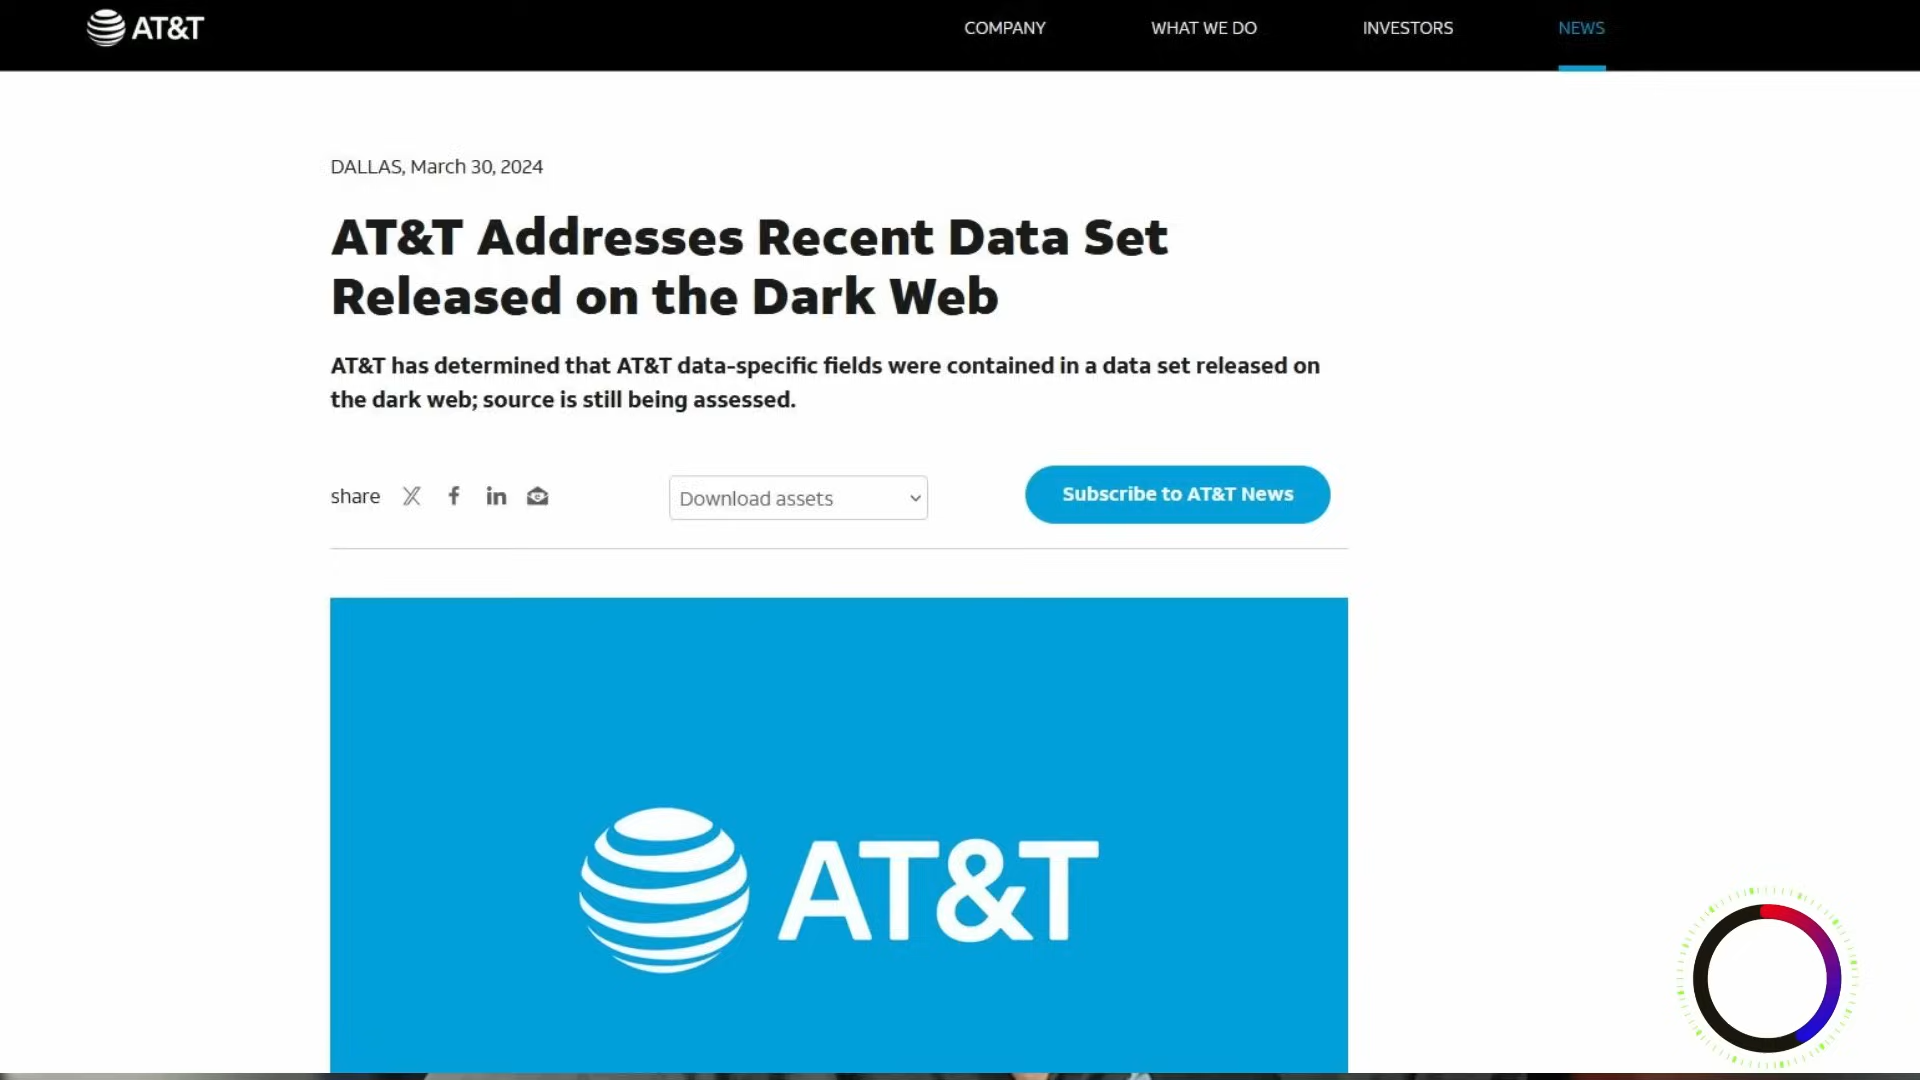 AT&T
COMPANY
WHAT WE DO
INVESTORS
NEWS
DALLAS, March 30, 2024
AT&T Addresses Recent Data Set
Released on the Dark Web
AT&T has determined that AT&T data-specific fields were contained in a data set released on
the dark web; source is still being assessed.
share
Download assets
Subscribe to AT&T News
AT&T